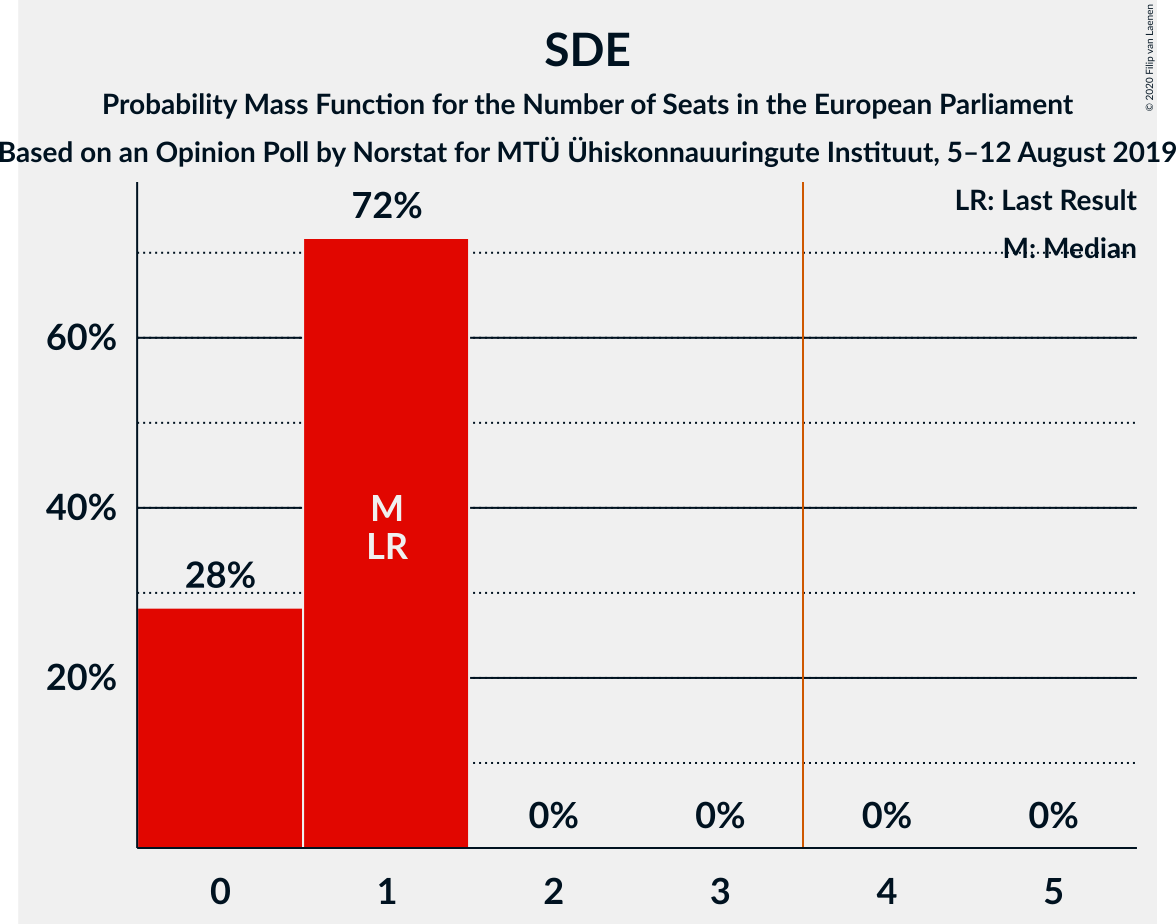 SDE
Probability Mass Function for the Number of Seats in the European Parliament
Based on an Opinion Poll by Norstat for MTÜ Ühiskonnauuringute Instituut, 5–12 August 2019
© 2020 Filip van Laenen
LR: Last Result
M: Median
72%
60%
40%
M
LR
28%
20%
0% 0% 0% 0%
0 1 2 3 4 5